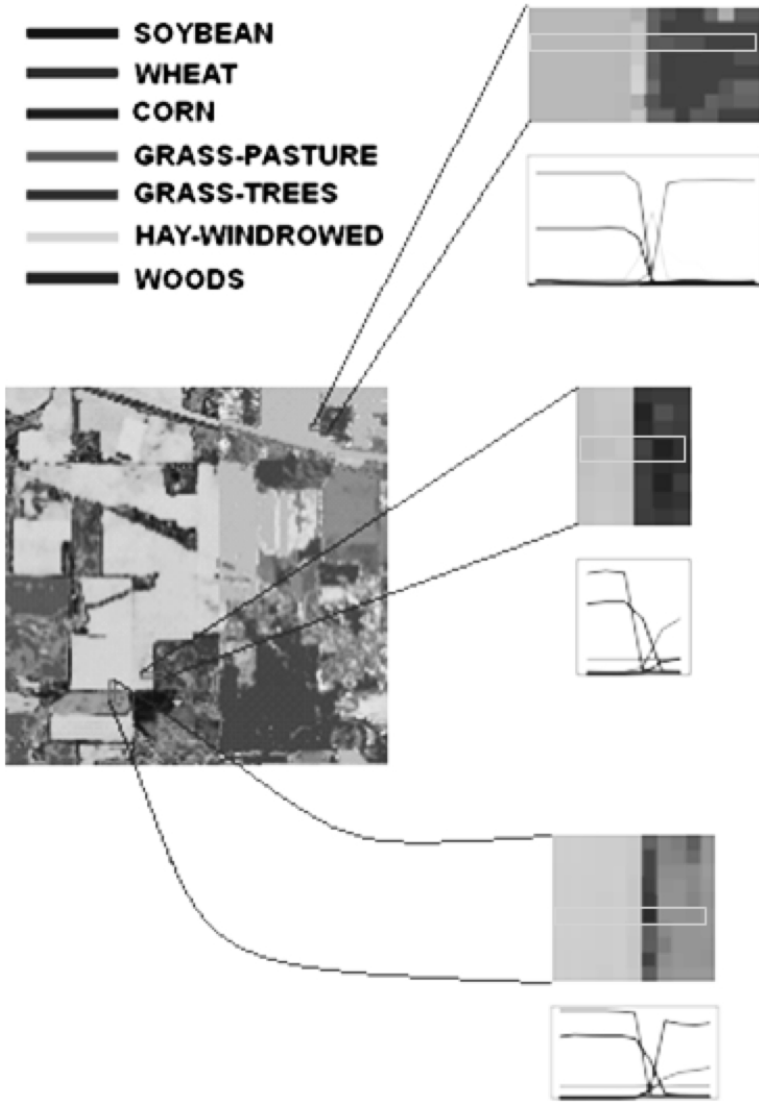 SOYBEAN
WHEAT
CORN
GRASS-PASTURE
GRASS-TREES
HAY-WINDROWED
WOODS